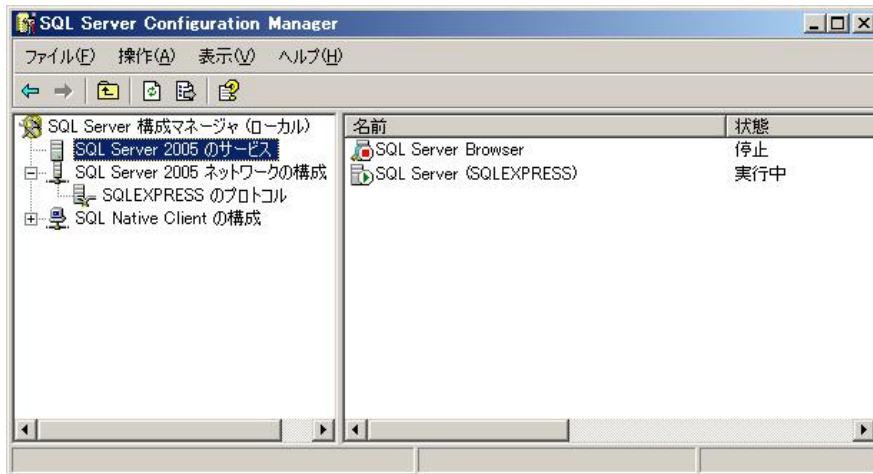 SQL Server Configuration Manager
ファイル(F) 操作(A) 表示(V) ヘルプ(H)
SQL Server 構成マネージャ (ローカル)
SQL Server 2005 のサービス
SQL Server 2005 ネットワークの構成
SQLEXPRESS のプロトコル
SQL Native Client の構成
名前 状態
SQL Server Browser 停止
SQL Server (SQLEXPRESS) 実行中